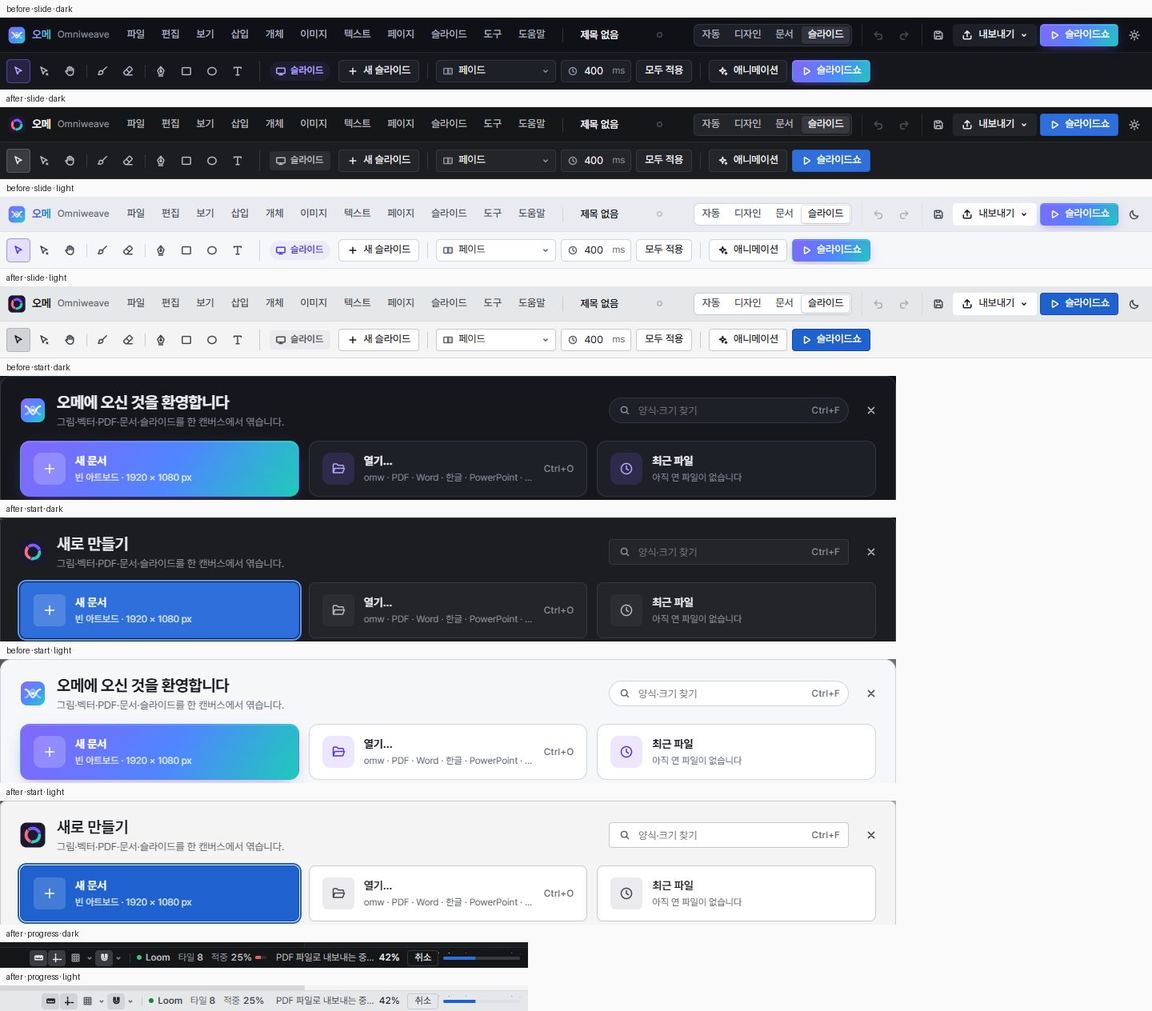 before·slide·dark
오메 Omniweave 파일 편집 보기 삽입 개체 이미지 텍스트 페이지 슬라이드 도구 도움말 제목 없음 자동 디자인 문서 슬라이드 내보내기 슬라이드쇼
슬라이드 새 슬라이드 페이드 400 ms 모두 적용 애니메이션 슬라이드쇼
after·slide·dark
오메 Omniweave 파일 편집 보기 삽입 개체 이미지 텍스트 페이지 슬라이드 도구 도움말 제목 없음 자동 디자인 문서 슬라이드 내보내기 슬라이드쇼
슬라이드 새 슬라이드 페이드 400 ms 모두 적용 애니메이션 슬라이드쇼
before·slide·light
오메 Omniweave 파일 편집 보기 삽입 개체 이미지 텍스트 페이지 슬라이드 도구 도움말 제목 없음 자동 디자인 문서 슬라이드 내보내기 슬라이드쇼
슬라이드 새 슬라이드 페이드 400 ms 모두 적용 애니메이션 슬라이드쇼
after·slide·light
오메 Omniweave 파일 편집 보기 삽입 개체 이미지 텍스트 페이지 슬라이드 도구 도움말 제목 없음 자동 디자인 문서 슬라이드 내보내기 슬라이드쇼
슬라이드 새 슬라이드 페이드 400 ms 모두 적용 애니메이션 슬라이드쇼
before·start·dark
오메에 오신 것을 환영합니다
그림·벡터·PDF·문서·슬라이드를 한 캔버스에서 엮습니다.
양식·크기 찾기 Ctrl+F
새 문서
빈 아트보드 · 1920 × 1080 px
열기...
omw · PDF · Word · 한글 · PowerPoint · ... Ctrl+O
최근 파일
아직 연 파일이 없습니다
after·start·dark
새로 만들기
그림·벡터·PDF·문서·슬라이드를 한 캔버스에서 엮습니다.
양식·크기 찾기 Ctrl+F
새 문서
빈 아트보드 · 1920 × 1080 px
열기...
omw · PDF · Word · 한글 · PowerPoint · ... Ctrl+O
최근 파일
아직 연 파일이 없습니다
before·start·light
오메에 오신 것을 환영합니다
그림·벡터·PDF·문서·슬라이드를 한 캔버스에서 엮습니다.
양식·크기 찾기 Ctrl+F
새 문서
빈 아트보드 · 1920 × 1080 px
열기...
omw · PDF · Word · 한글 · PowerPoint · ... Ctrl+O
최근 파일
아직 연 파일이 없습니다
after·start·light
새로 만들기
그림·벡터·PDF·문서·슬라이드를 한 캔버스에서 엮습니다.
양식·크기 찾기 Ctrl+F
새 문서
빈 아트보드 · 1920 × 1080 px
열기...
omw · PDF · Word · 한글 · PowerPoint · ... Ctrl+O
최근 파일
아직 연 파일이 없습니다
after·progress·dark
Loom 타일 8 적중 25% PDF 파일로 내보내는 중... 42% 취소
after·progress·light
Loom 타일 8 적중 25% PDF 파일로 내보내는 중... 42% 취소